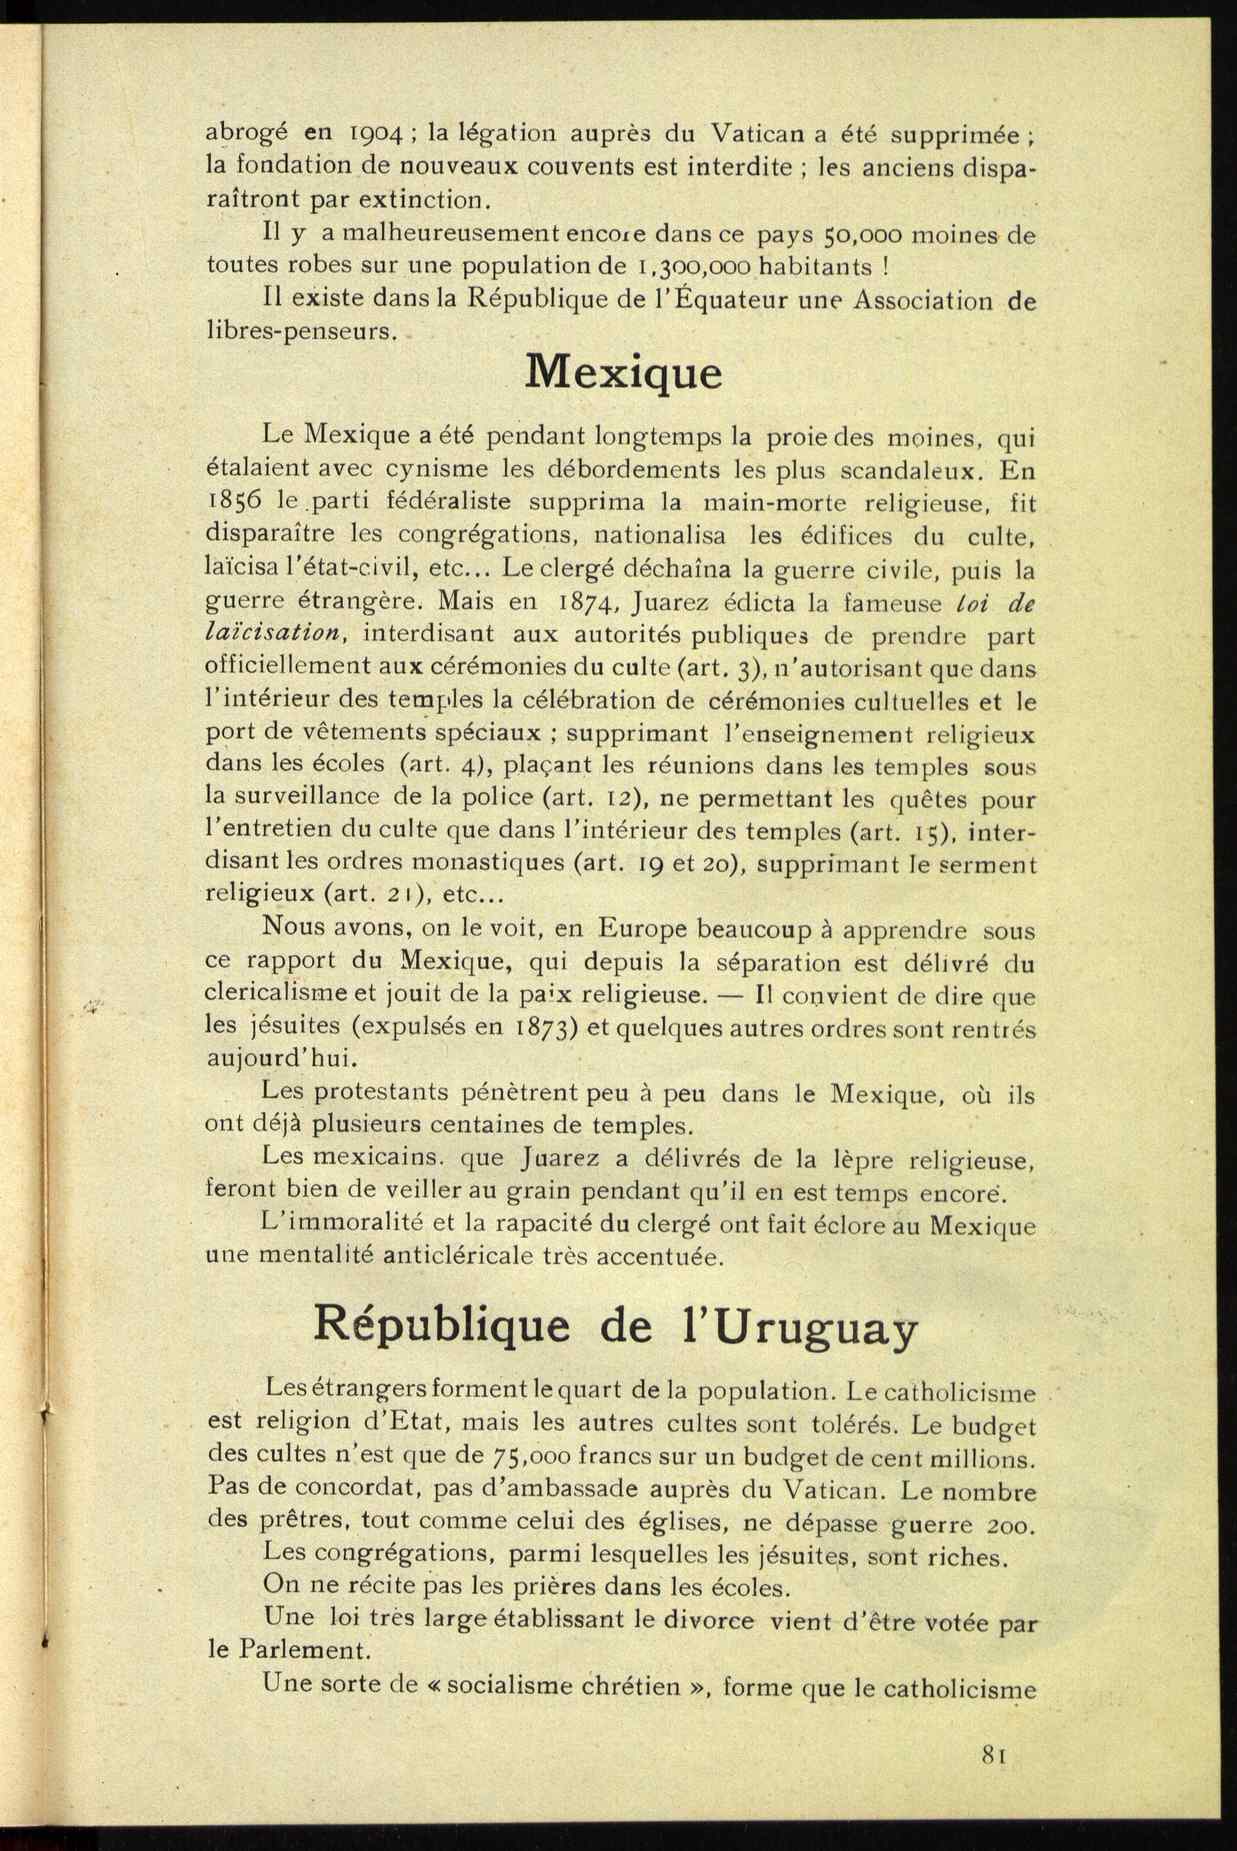 abrogé en 1904 ; la légation auprès du Vatican a été supprimée ;
la fondation de nouveaux couvents est interdite ; les anciens dispa-
raîtront par extinction.
Il y a malheureusement encore dans ce pays 50,000 moines de
toutes robes sur une population de 1,300,000 habitants !
Il existe dans la République de l'Équateur une Association de
libres-penseurs.
Mexique
Le Mexique a été pendant longtemps la proie des moines, qui
étalaient avec cynisme les débordements les plus scandaleux. En
1856 le parti fédéraliste supprima la main-morte religieuse, fit
disparaître les congrégations, nationalisa les édifices du culte,
laïcisa l'état-civil, etc... Le clergé déchaîna la guerre civile, puis la
guerre étrangère. Mais en 1874, Juarez édicta la fameuse loi de
laïcisation, interdisant aux autorités publiques de prendre part
officiellement aux cérémonies du culte (art. 3), n'autorisant que dans
l'intérieur des temples la célébration de cérémonies cultuelles et le
port de vêtements spéciaux ; supprimant l'enseignement religieux
dans les écoles (art. 4), plaçant les réunions dans les temples sous
la surveillance de la police (art. 12), ne permettant les quêtes pour
l'entretien du culte que dans l'intérieur des temples (art. 15), inter-
disant les ordres monastiques (art. 19 et 20), supprimant le serment
religieux (art. 21), etc...
Nous avons, on le voit, en Europe beaucoup à apprendre sous
ce rapport du Mexique, qui depuis la séparation est délivré du
clericalisme et jouit de la paix religieuse. — Il convient de dire que
les jésuites (expulsés en 1873) et quelques autres ordres sont rentrés
aujourd'hui.
Les protestants pénètrent peu à peu dans le Mexique, où ils
ont déjà plusieurs centaines de temples.
Les mexicains. que Juarez a délivrés de la lèpre religieuse,
feront bien de veiller au grain pendant qu'il en est temps encore.
L'immoralité et la rapacité du clergé ont fait éclore au Mexique
une mentalité anticléricale très accentuée.
République de l'Uruguay
Les étrangers forment le quart de la population. Le catholicisme
est religion d'Etat, mais les autres cultes sont tolérés. Le budget
des cultes n'est que de 75,000 francs sur un budget de cent millions.
Pas de concordat, pas d'ambassade auprès du Vatican. Le nombre
des prêtres, tout comme celui des églises, ne dépasse guerre 200.
Les congrégations, parmi lesquelles les jésuites, sont riches.
On ne récite pas les prières dans les écoles.
Une loi très large établissant le divorce vient d'être votée par
le Parlement.
Une sorte de « socialisme chrétien », forme que le catholicisme
81